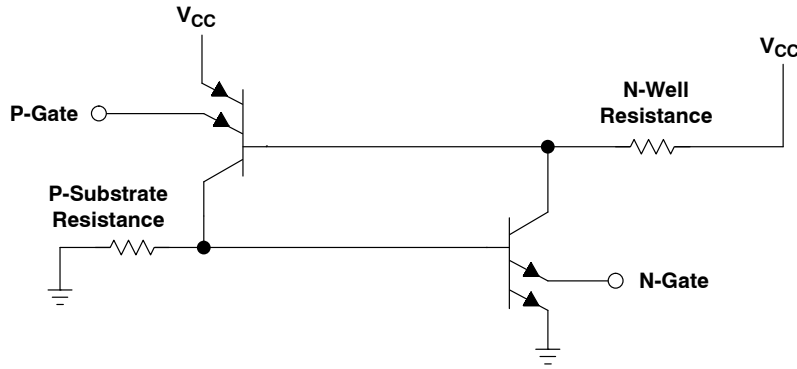 VCC
VCC
P-Gate
N-Well
Resistance
P-Substrate
Resistance
N-Gate